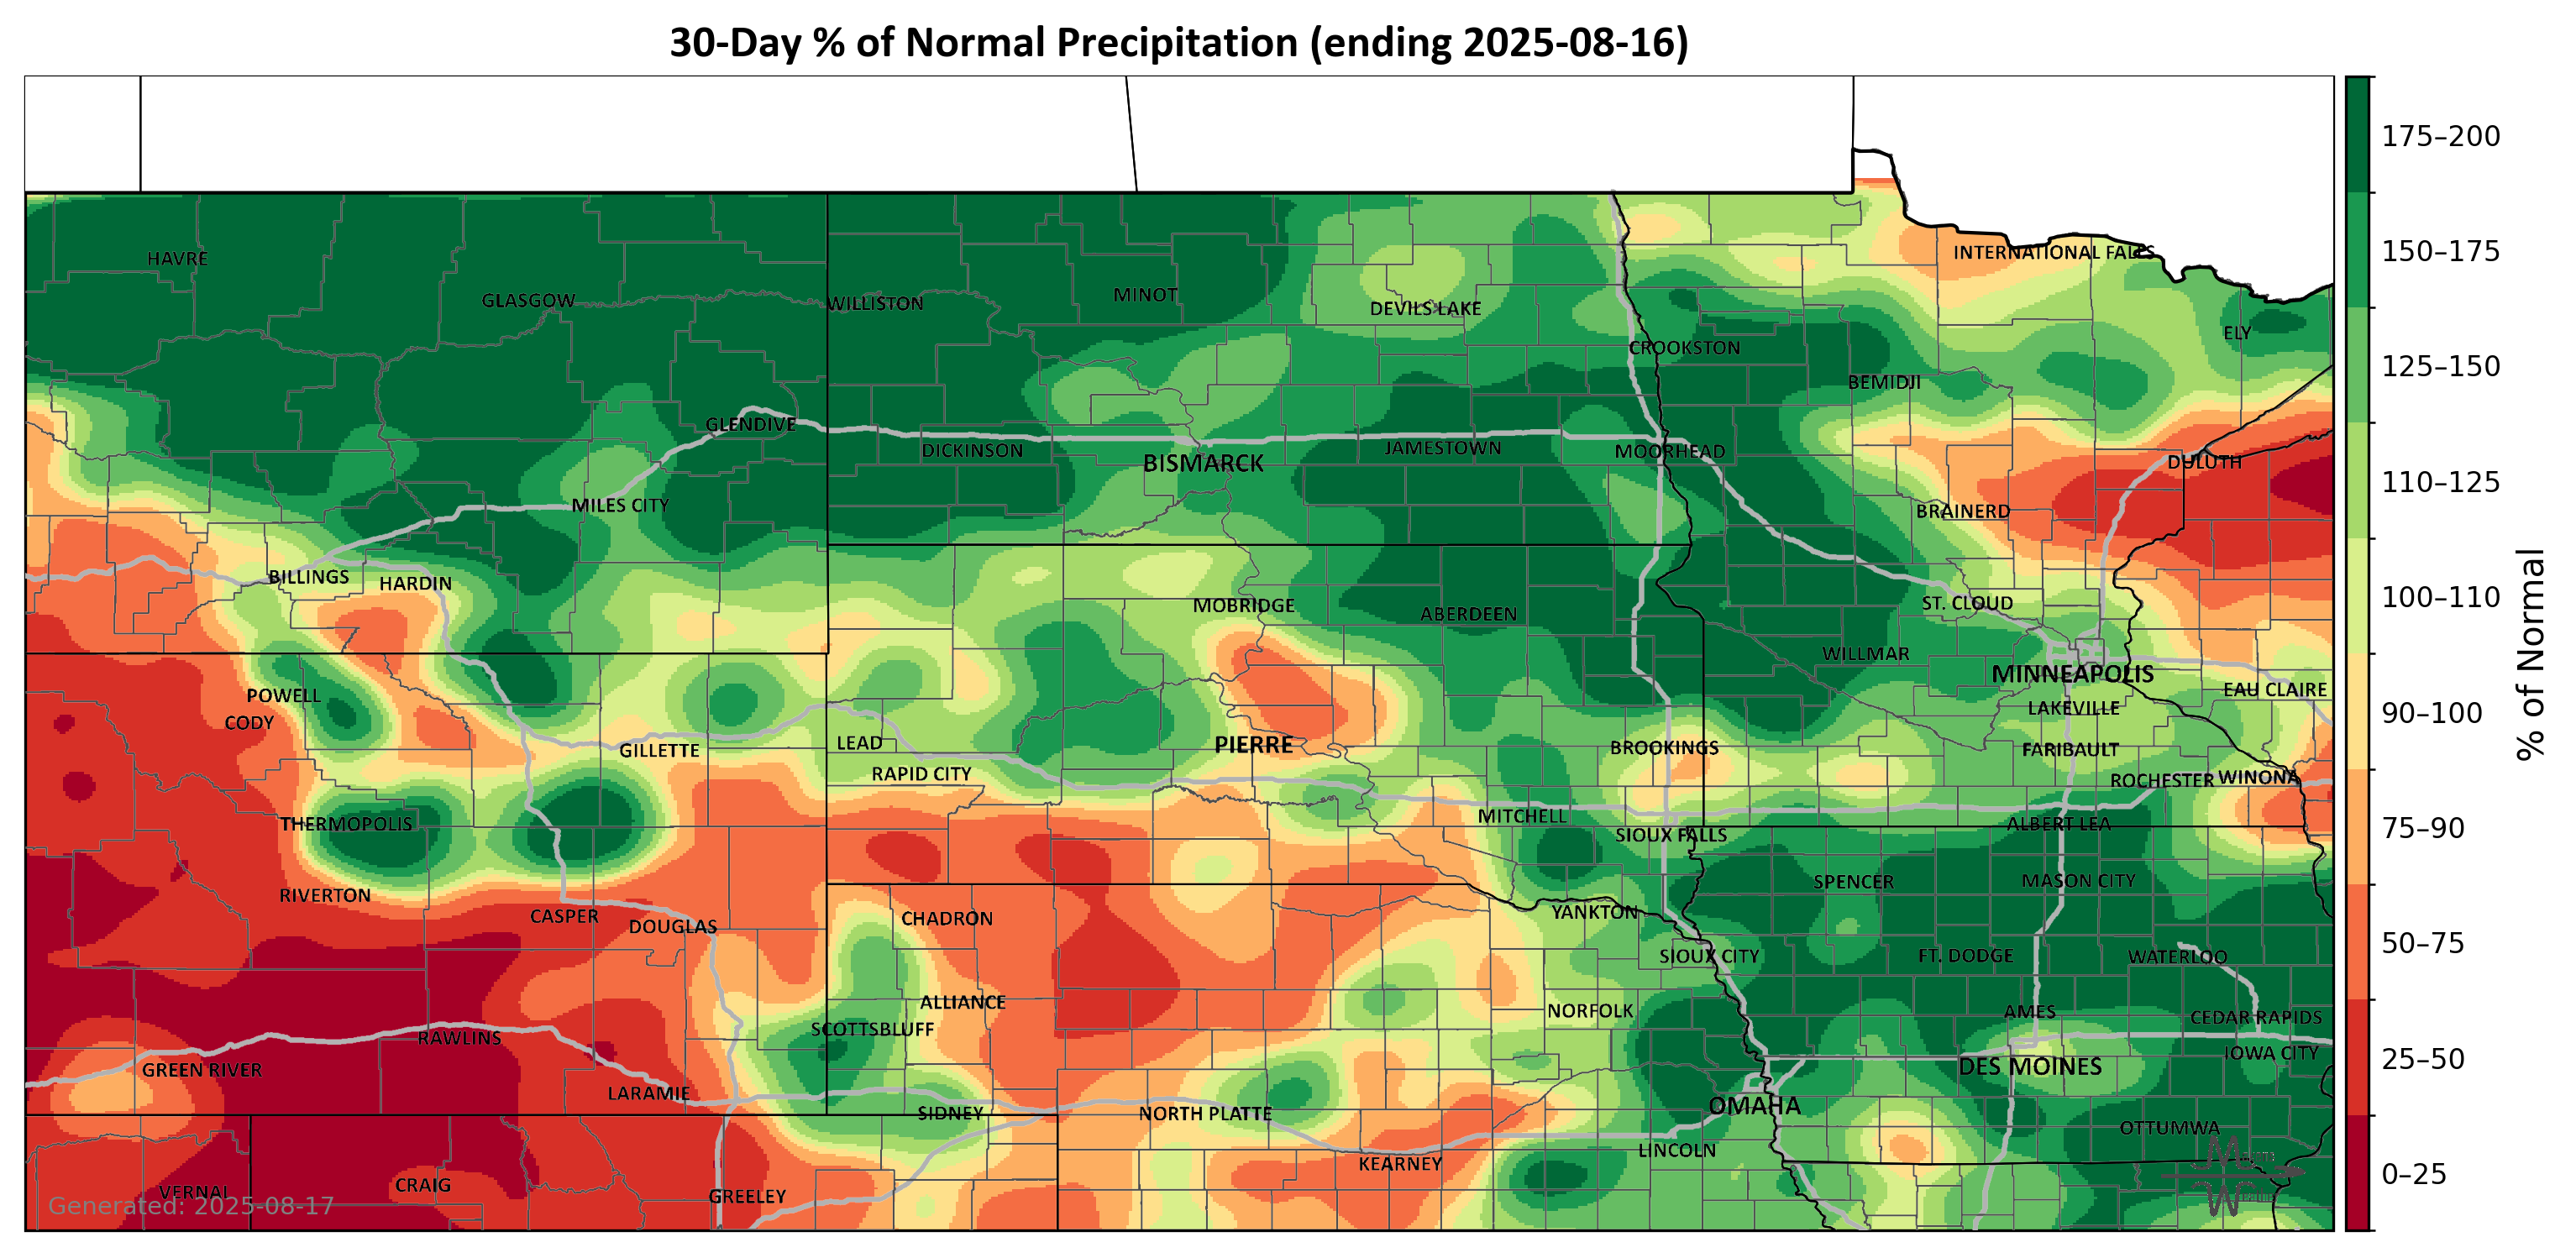 30-Day % of Normal Precipitation (ending 2025-08-16)
175–200
INTERNATIONAL FALLS
HAVRE
150–175
MINOT
GLASGOW
WILLISTON
DEVILS LAKE
ELY
CROOKSTON
125–150
BEMIDJI
GLENDIVE
DICKINSON
JAMESTOWN
MOORHEAD
BISMARCK
DULUTH
110–125
MILES CITY
BRAINERD
BILLINGS
HARDIN
100–110
MOBRIDGE
ST. CLOUD
ABERDEEN
WILLMAR
% of Normal
MINNEAPOLIS
EAU CLAIRE
POWELL
LAKEVILLE
90–100
CODY
LEAD
PIERRE
BROOKINGS
FARIBAULT
GILLETTE
RAPID CITY
ROCHESTER
WINONA
MITCHELL
THERMOPOLIS
ALBERT LEA
75–90
SIOUX FALLS
SPENCER
MASON CITY
RIVERTON
YANKTON
CASPER
CHADRON
DOUGLAS
50–75
SIOUX CITY
FT. DODGE
WATERLOO
ALLIANCE
NORFOLK
AMES
CEDAR RAPIDS
SCOTTSBLUFF
RAWLINS
IOWA CITY
25–50
GREEN RIVER
DES MOINES
LARAMIE
OMAHA
SIDNEY
NORTH PLATTE
OTTUMWA
LINCOLN
KEARNEY
0–25
CRAIG
VERNAL
GREELEY
Generated: 2025-08-17